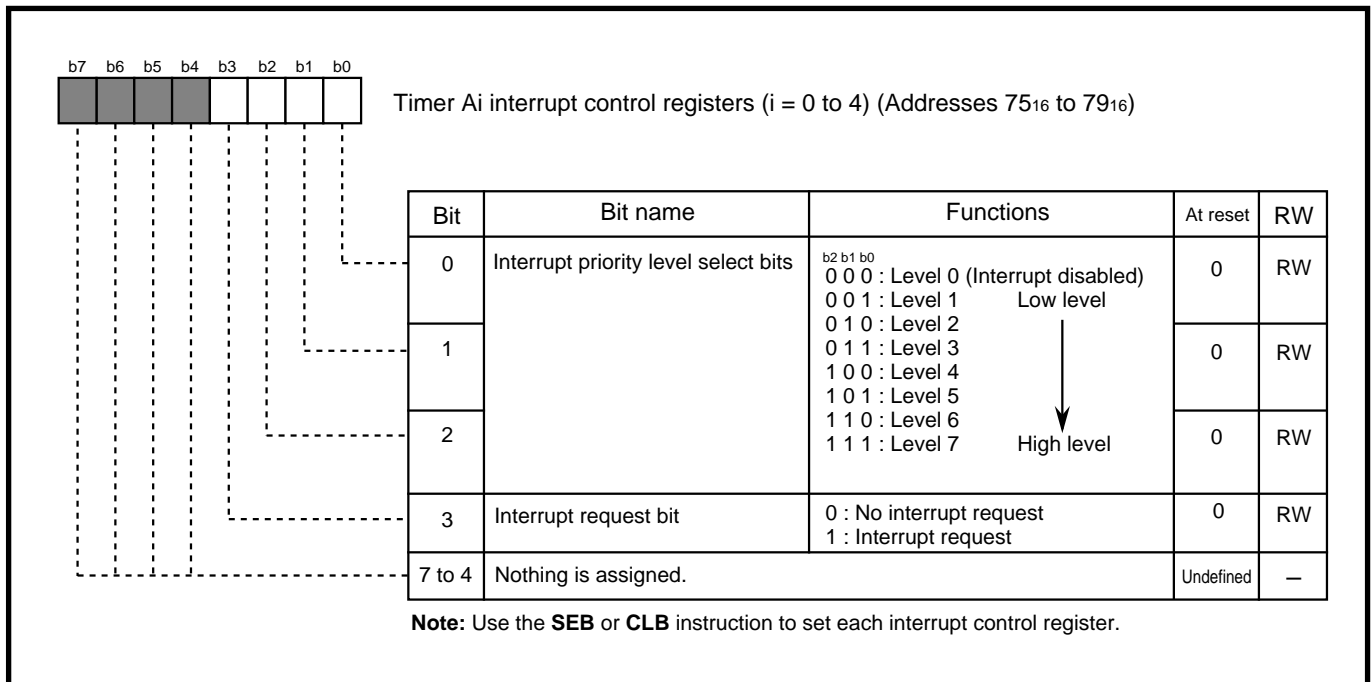 b7 b6 b5 b4 b3 b2 b1 b0
Timer Ai interrupt control registers (i = 0 to 4) (Addresses 7516 to 7916)
Bit Bit name Functions At reset RW
0 Interrupt priority level select bits b2 b1 b0
0 0 0 : Level 0 (Interrupt disabled) 0 RW
0 0 1 : Level 1 Low level
0 1 0 : Level 2
1 0 1 1 : Level 3 0 RW
1 0 0 : Level 4
1 0 1 : Level 5
2 1 1 0 : Level 6 0 RW
1 1 1 : Level 7 High level
3 Interrupt request bit 0 : No interrupt request 0 RW
1 : Interrupt request
7 to 4 Nothing is assigned. Undefined –
Note: Use the SEB or CLB instruction to set each interrupt control register.